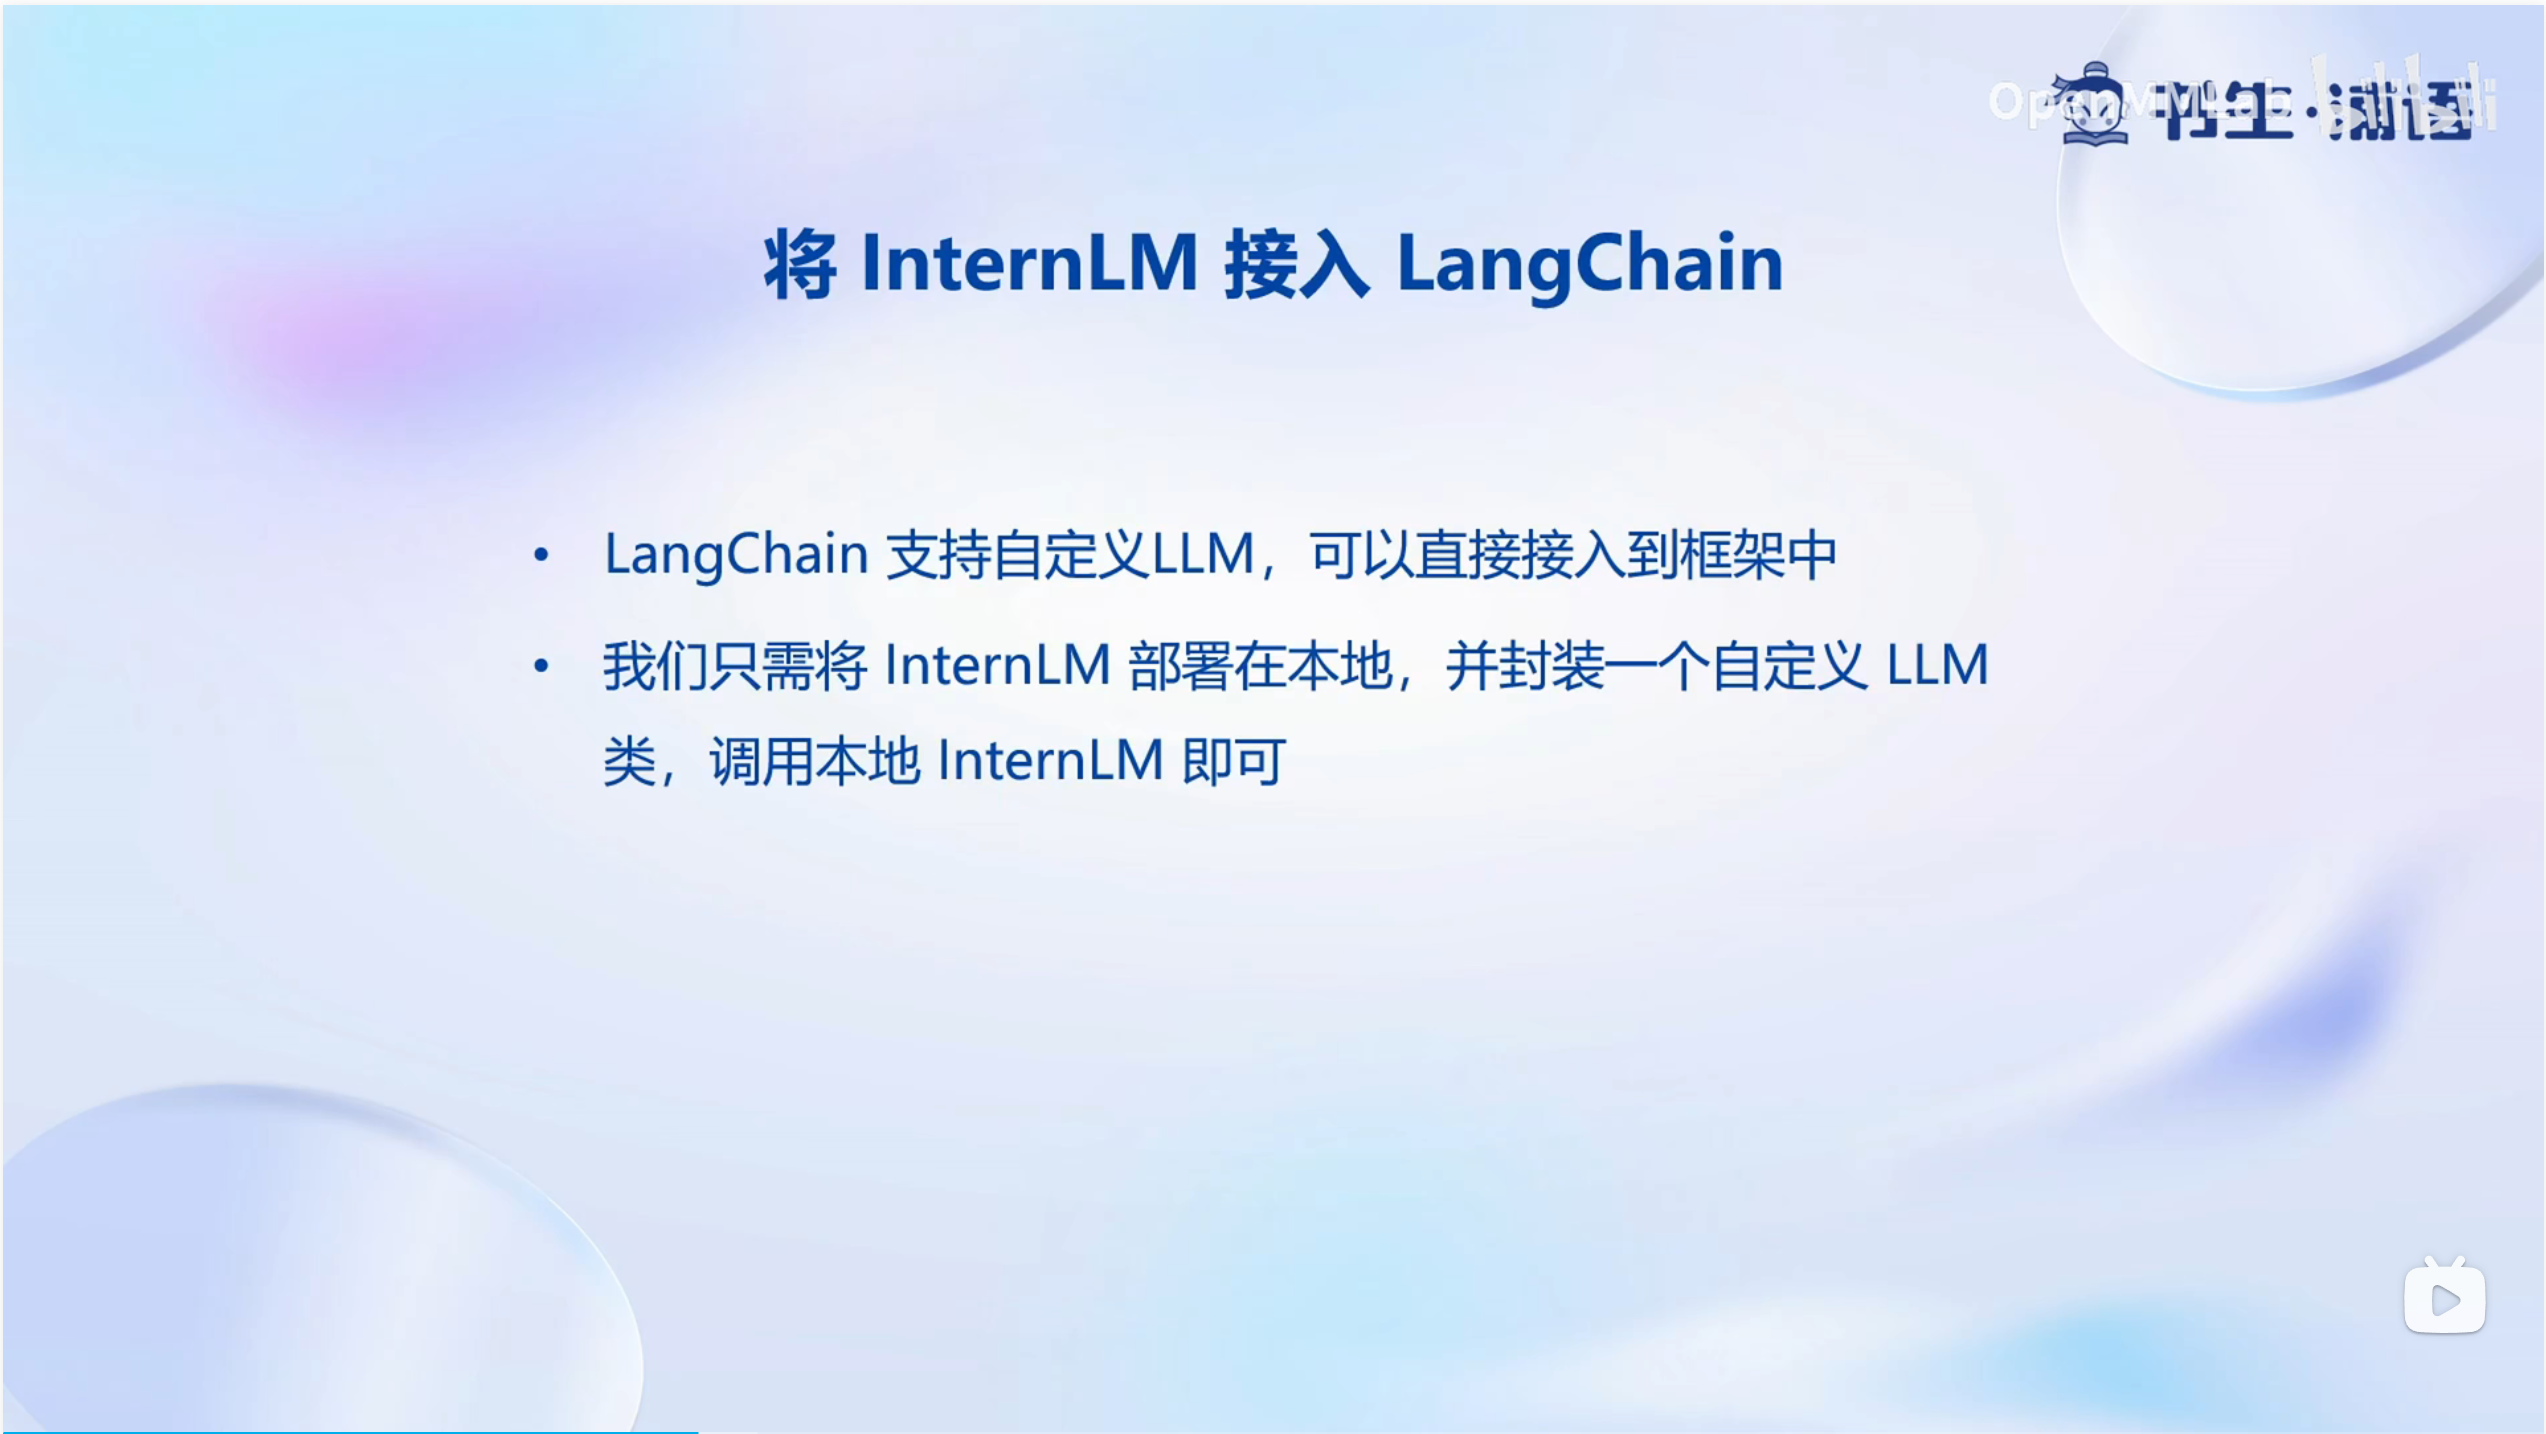 OpenMMLab bilibili
书生·浦语
将 InternLM 接入 LangChain
• LangChain 支持自定义LLM，可以直接接入到框架中
• 我们只需将 InternLM 部署在本地，并封装一个自定义 LLM
类，调用本地 InternLM 即可